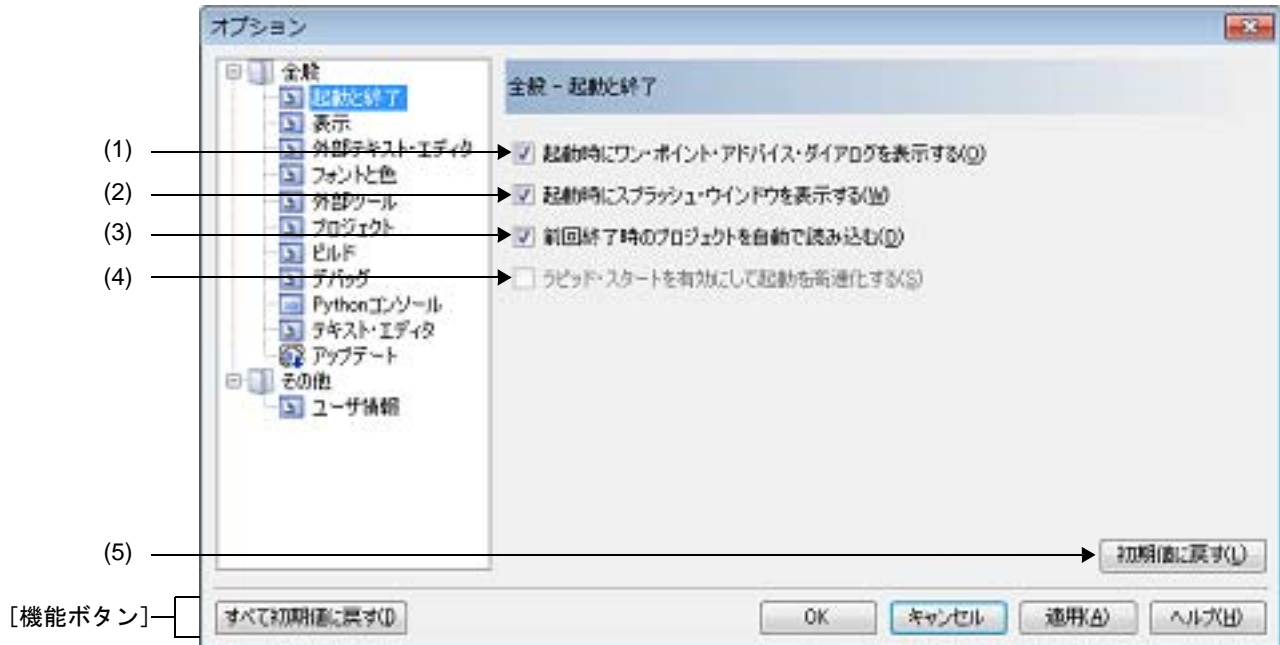 オプション
全般
起動と終了
表示
外部テキスト・エディタ
フォントと色
外部ツール
プロジェクト
ビルド
デバッグ
Pythonコンソール
テキスト・エディタ
アップデート
その他
ユーザ情報
全般 - 起動と終了
(1)
起動時にワン・ポイント・アドバイス・ダイアログを表示する(O)
(2)
起動時にスプラッシュ・ウインドウを表示する(W)
(3)
前回終了時のプロジェクトを自動で読み込む(D)
(4)
ラピッド・スタートを有効にして起動を高速化する(S)
(5)
初期値に戻す(L)
[機能ボタン]
すべて初期値に戻す(I)
OK
キャンセル
適用(A)
ヘルプ(H)